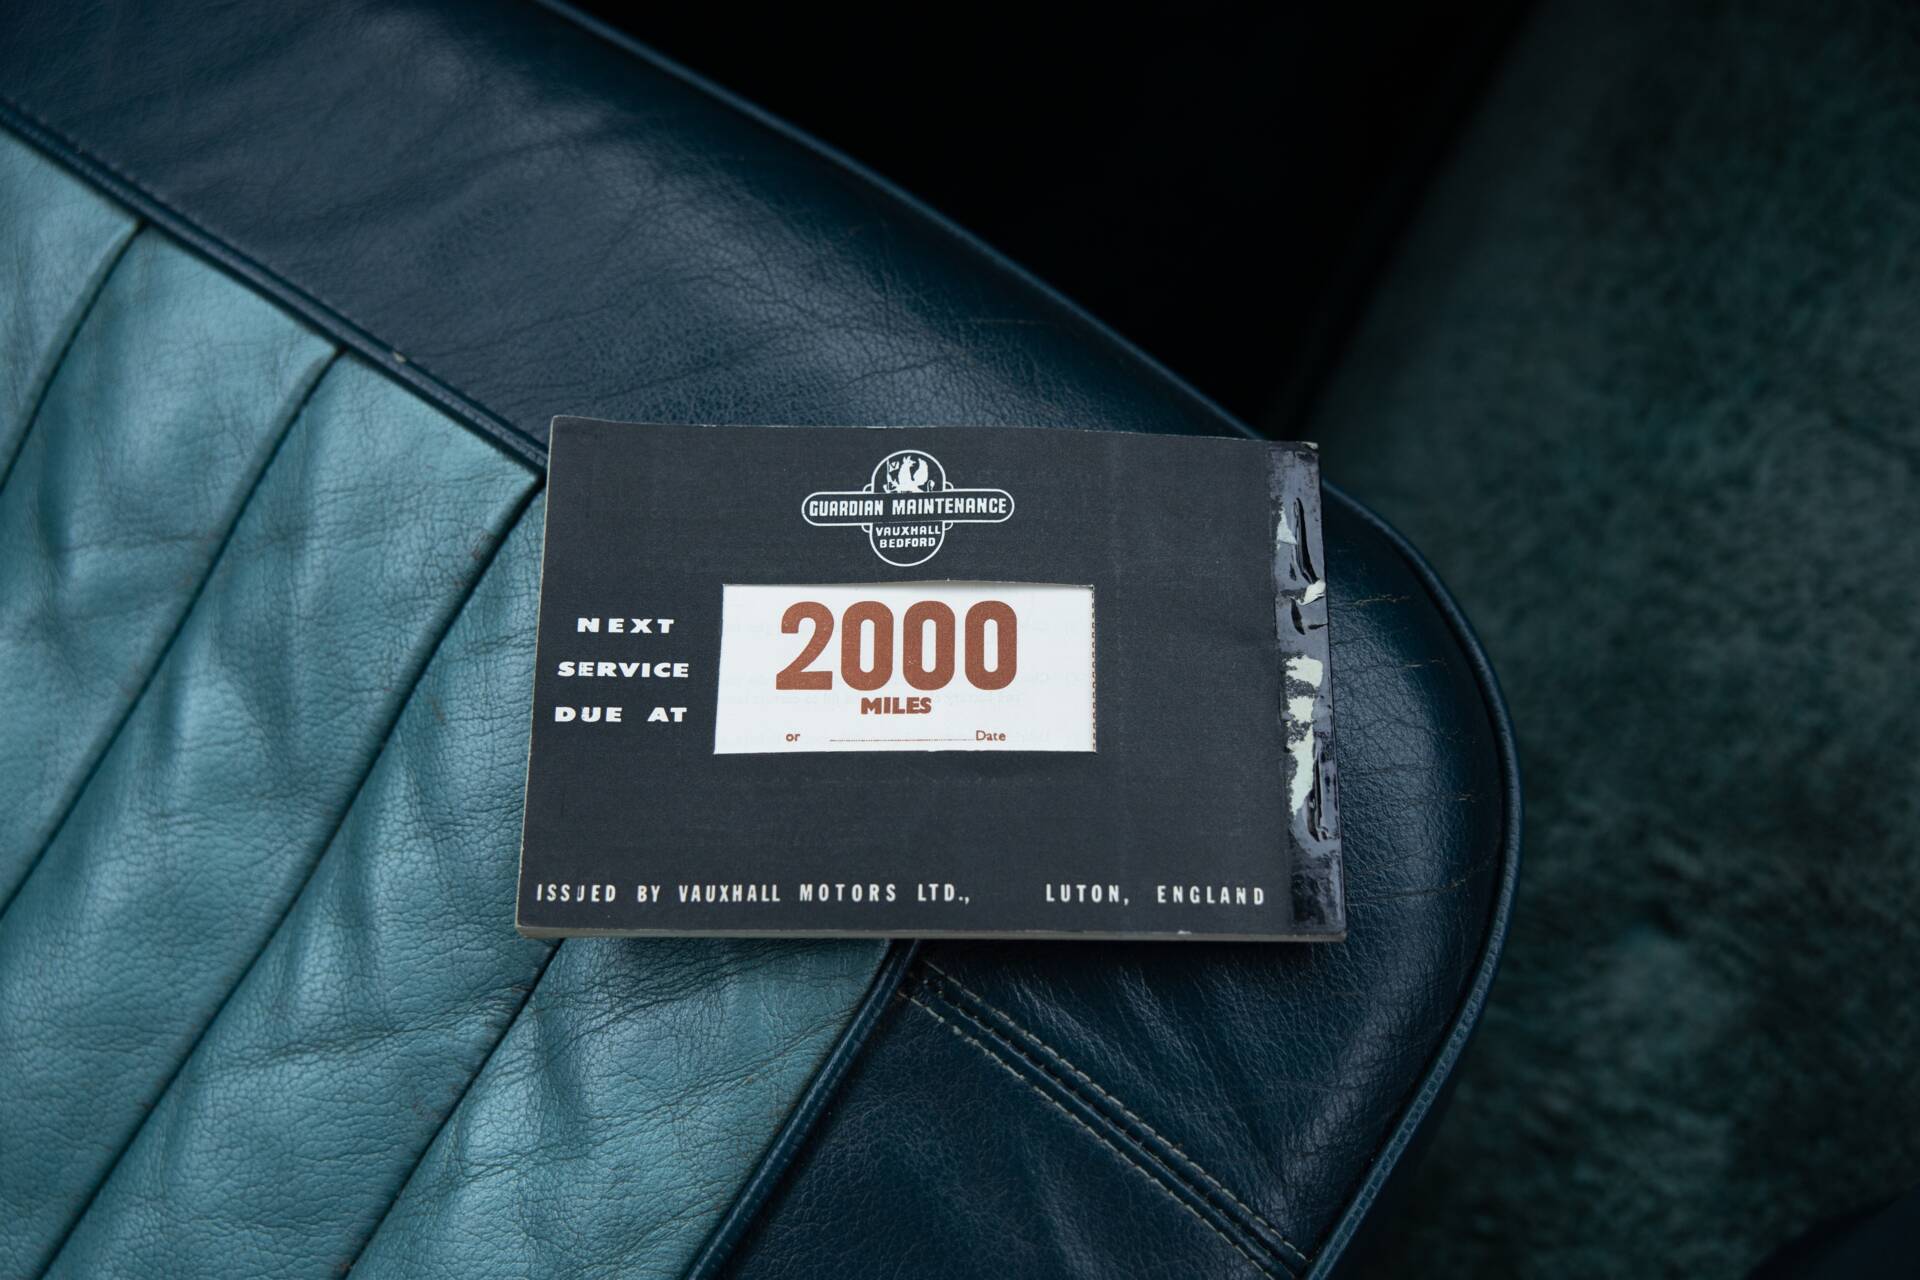 GUARDIAN MAINTENANCE
VAUXHALL
BEDFORD
NEXT
SERVICE
DUE AT
2000
MILES
or ........................ Date
ISSUED BY VAUXHALL MOTORS LTD., LUTON, ENGLAND